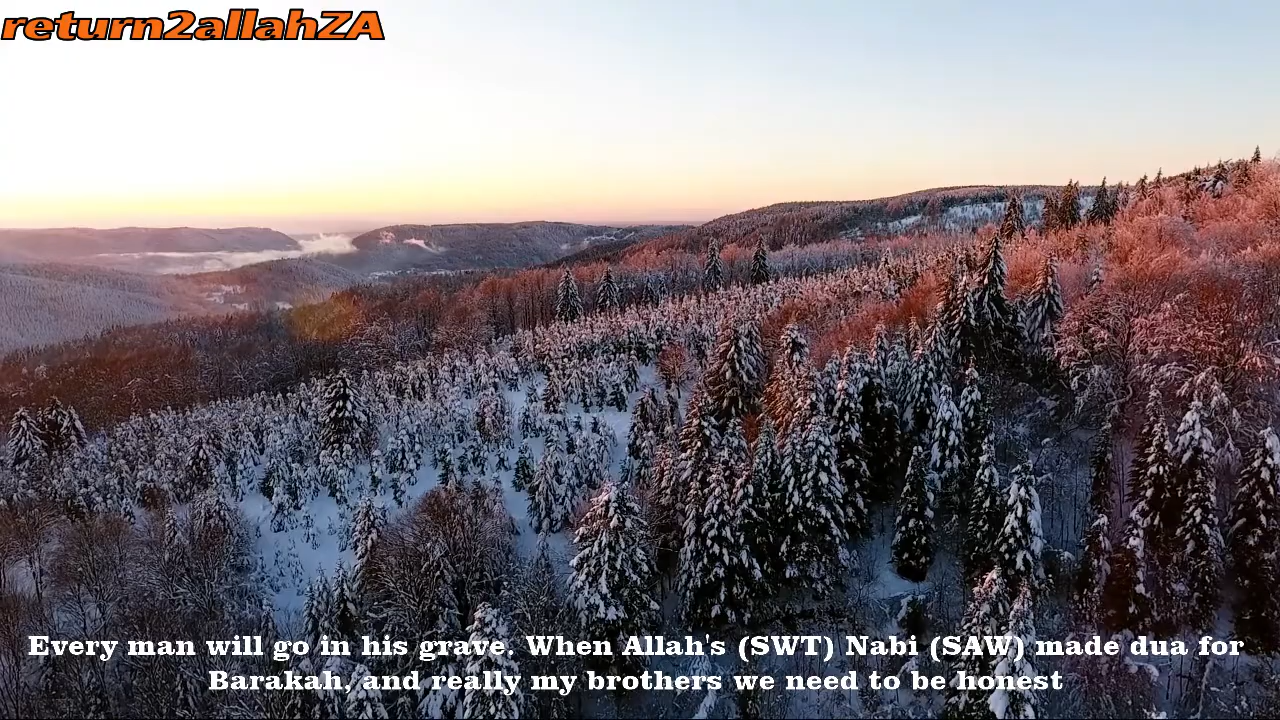 return2allahZA
Every man will go in his grave. When Allah's (SWT) Nabi (SAW) made dua for
Barakah, and really my brothers we need to be honest